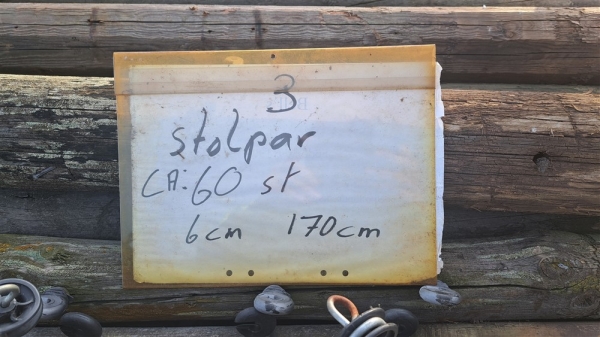 3
stolpar
CA: 60 st
6cm 170cm